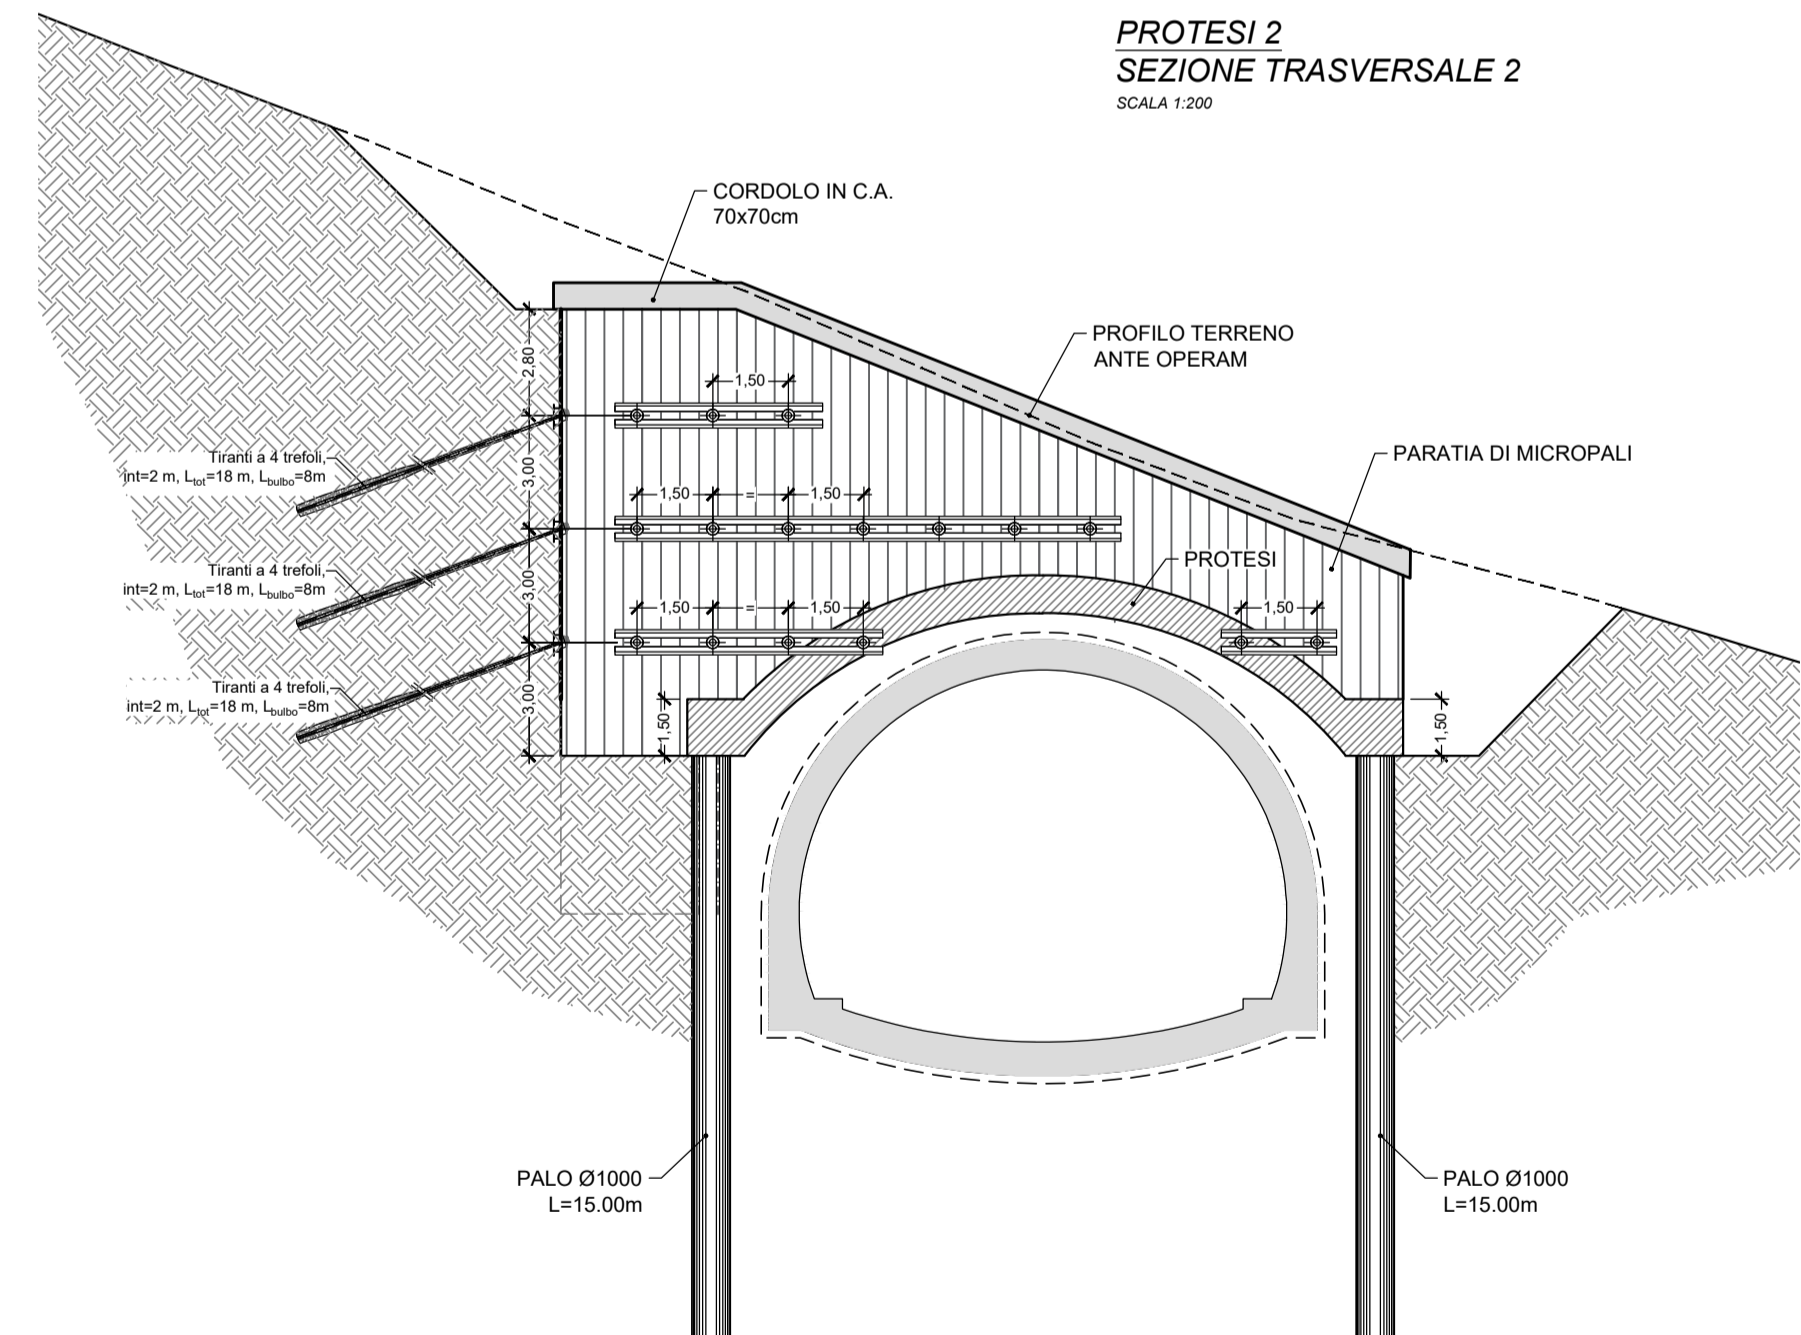 PROTESI 2
SEZIONE TRASVERSALE 2
SCALA 1:200
CORDOLO IN C.A.
70x70cm
PROFILO TERRENO
ANTE OPERAM
PARATIA DI MICROPALI
PROTESI
2,80
1,50
3,00
1,50 = 1,50
3,00
1,50 = 1,50
1,50
3,00
1,50
1,50
Tiranti a 4 trefoli,
int=2 m, Ltot=18 m, Lbulbo=8m
Tiranti a 4 trefoli,
int=2 m, Ltot=18 m, Lbulbo=8m
Tiranti a 4 trefoli,
int=2 m, Ltot=18 m, Lbulbo=8m
PALO Ø1000
L=15.00m
PALO Ø1000
L=15.00m